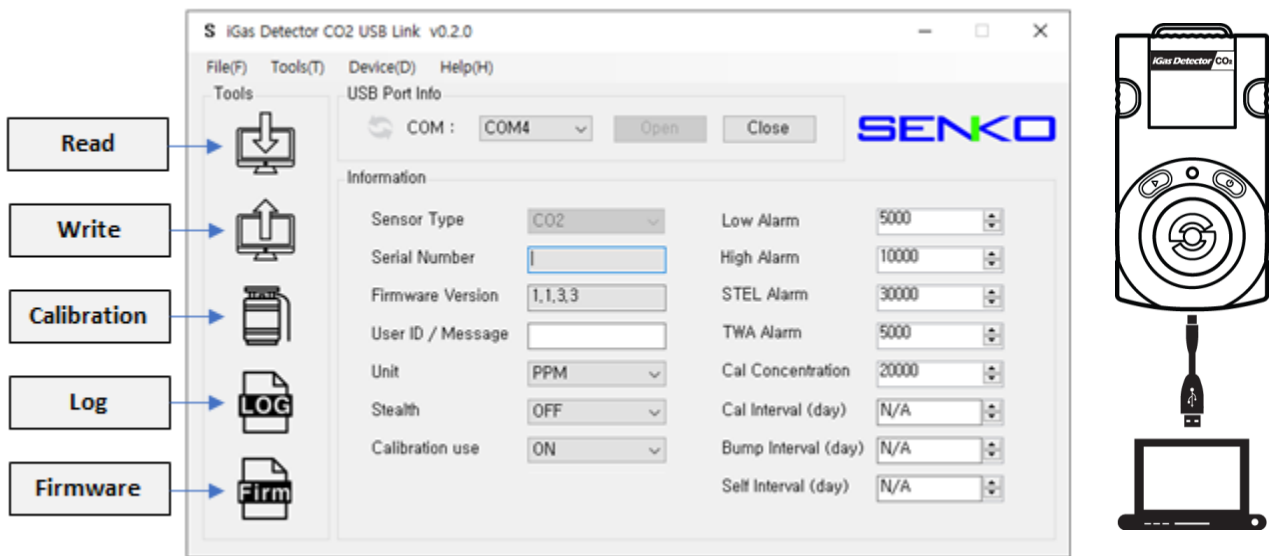 S iGas Detector CO2 USB Link v0.2.0
File(F) Tools(T) Device(D) Help(H)
Tools
USB Port Info
COM : COM4 Open Close
SENKO
Read
Write
Calibration
Log
Firmware
LOG
Firm
Information
Sensor Type CO2
Serial Number
Firmware Version 1,1,3,3
User ID / Message
Unit PPM
Stealth OFF
Calibration use ON
Low Alarm 5000
High Alarm 10000
STEL Alarm 30000
TWA Alarm 5000
Cal Concentration 20000
Cal Interval (day) N/A
Bump Interval (day) N/A
Self Interval (day) N/A
iGas Detector CO₂